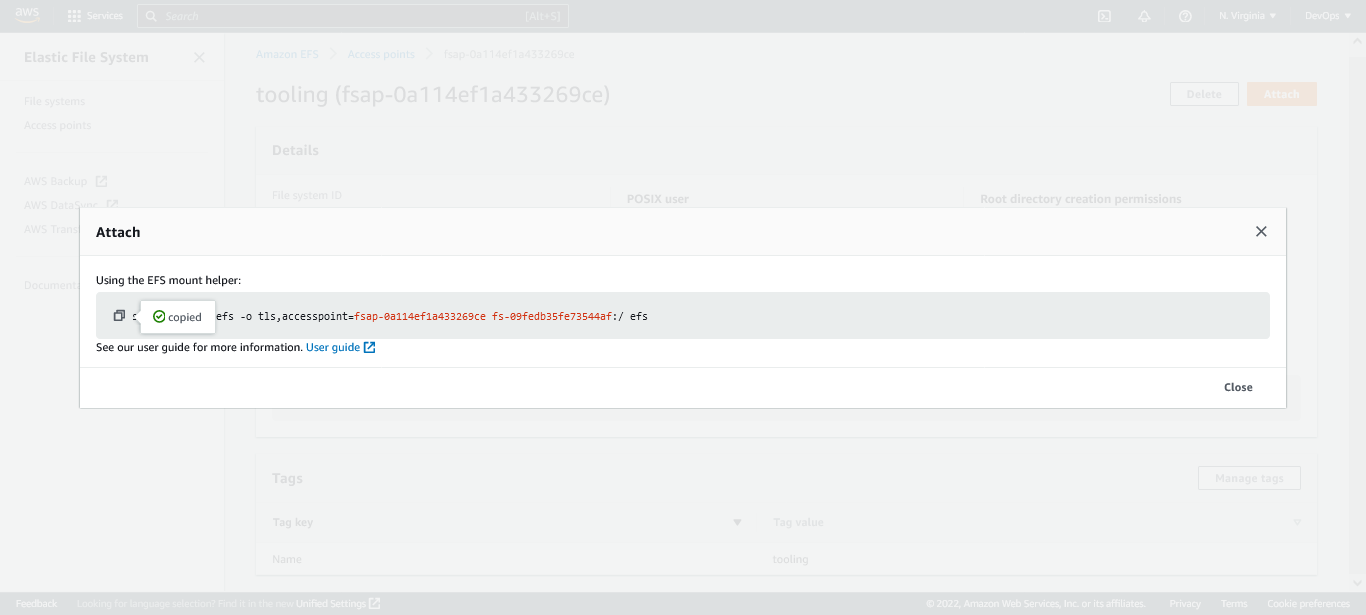 aws
Services
Search
[Alt+S]
N. Virginia ▼
DevOps ▼
Elastic File System
File systems
Access points
AWS Backup
AWS DataSync
AWS Transf
Documenta
Amazon EFS > Access points > fsap-0a114ef1a433269ce
tooling (fsap-0a114ef1a433269ce)
Delete
Attach
Details
File system ID
POSIX user
Root directory creation permissions
Attach
Using the EFS mount helper:
copied
efs -o tls,accesspoint=fsap-0a114ef1a433269ce fs-09fedb35fe73544af:/ efs
See our user guide for more information. User guide
Close
Tags
Manage tags
Tag key
Tag value
Name
tooling
Feedback
Looking for language selection? Find it in the new Unified Settings
© 2022, Amazon Web Services, Inc. or its affiliates.
Privacy
Terms
Cookie preferences